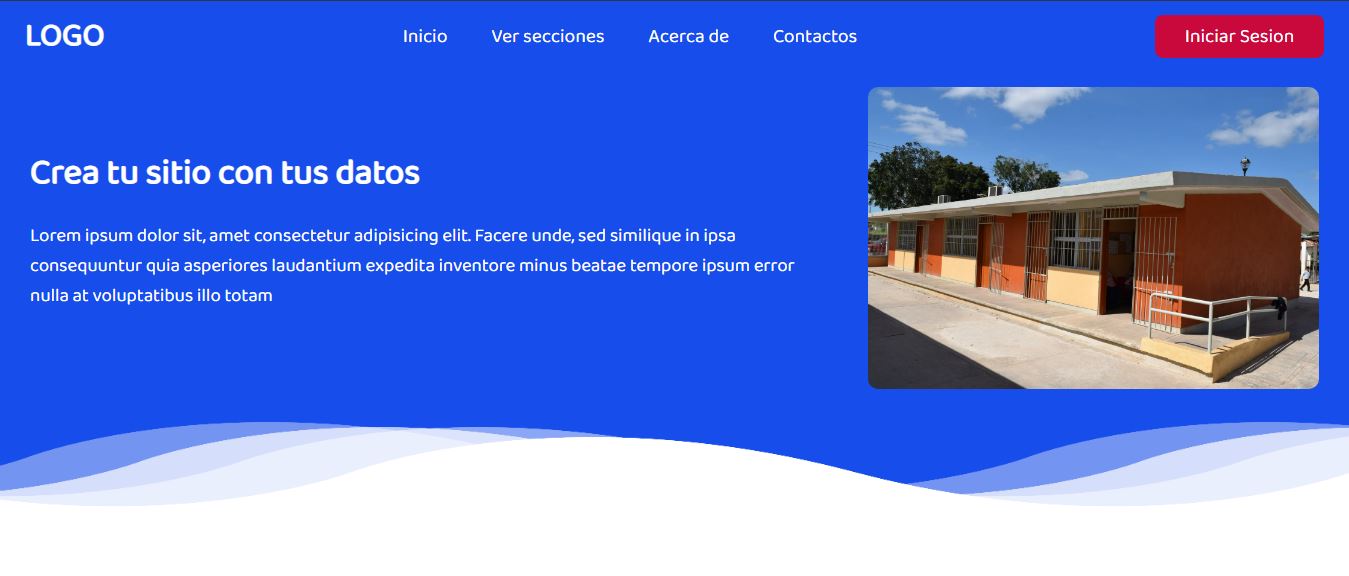 LOGO
Inicio
Ver secciones
Acerca de
Contactos
Iniciar Sesion
Crea tu sitio con tus datos
Lorem ipsum dolor sit, amet consectetur adipisicing elit. Facere unde, sed similique in ipsa
consequuntur quia asperiores laudantium expedita inventore minus beatae tempore ipsum error
nulla at voluptatibus illo totam